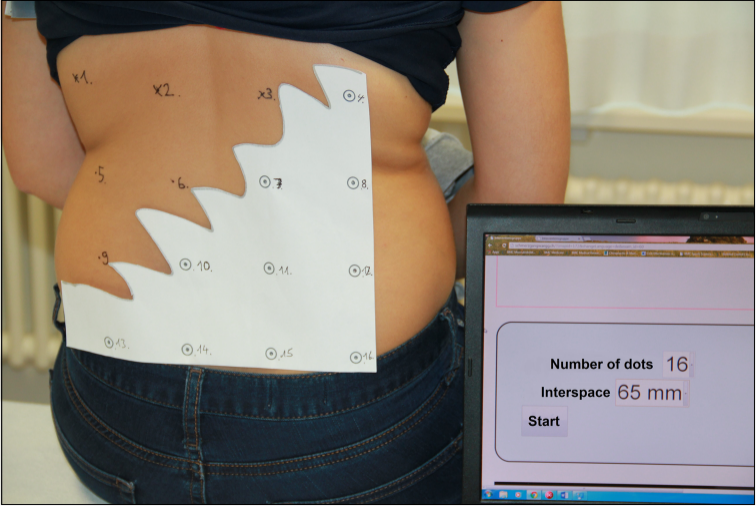 x1.
x2.
x3.
4.
.5
.6.
7.
8.
.9
.10.
.11.
.12.
13.
.14.
.15
.16
Number of dots 16
Interspace 65 mm
Start